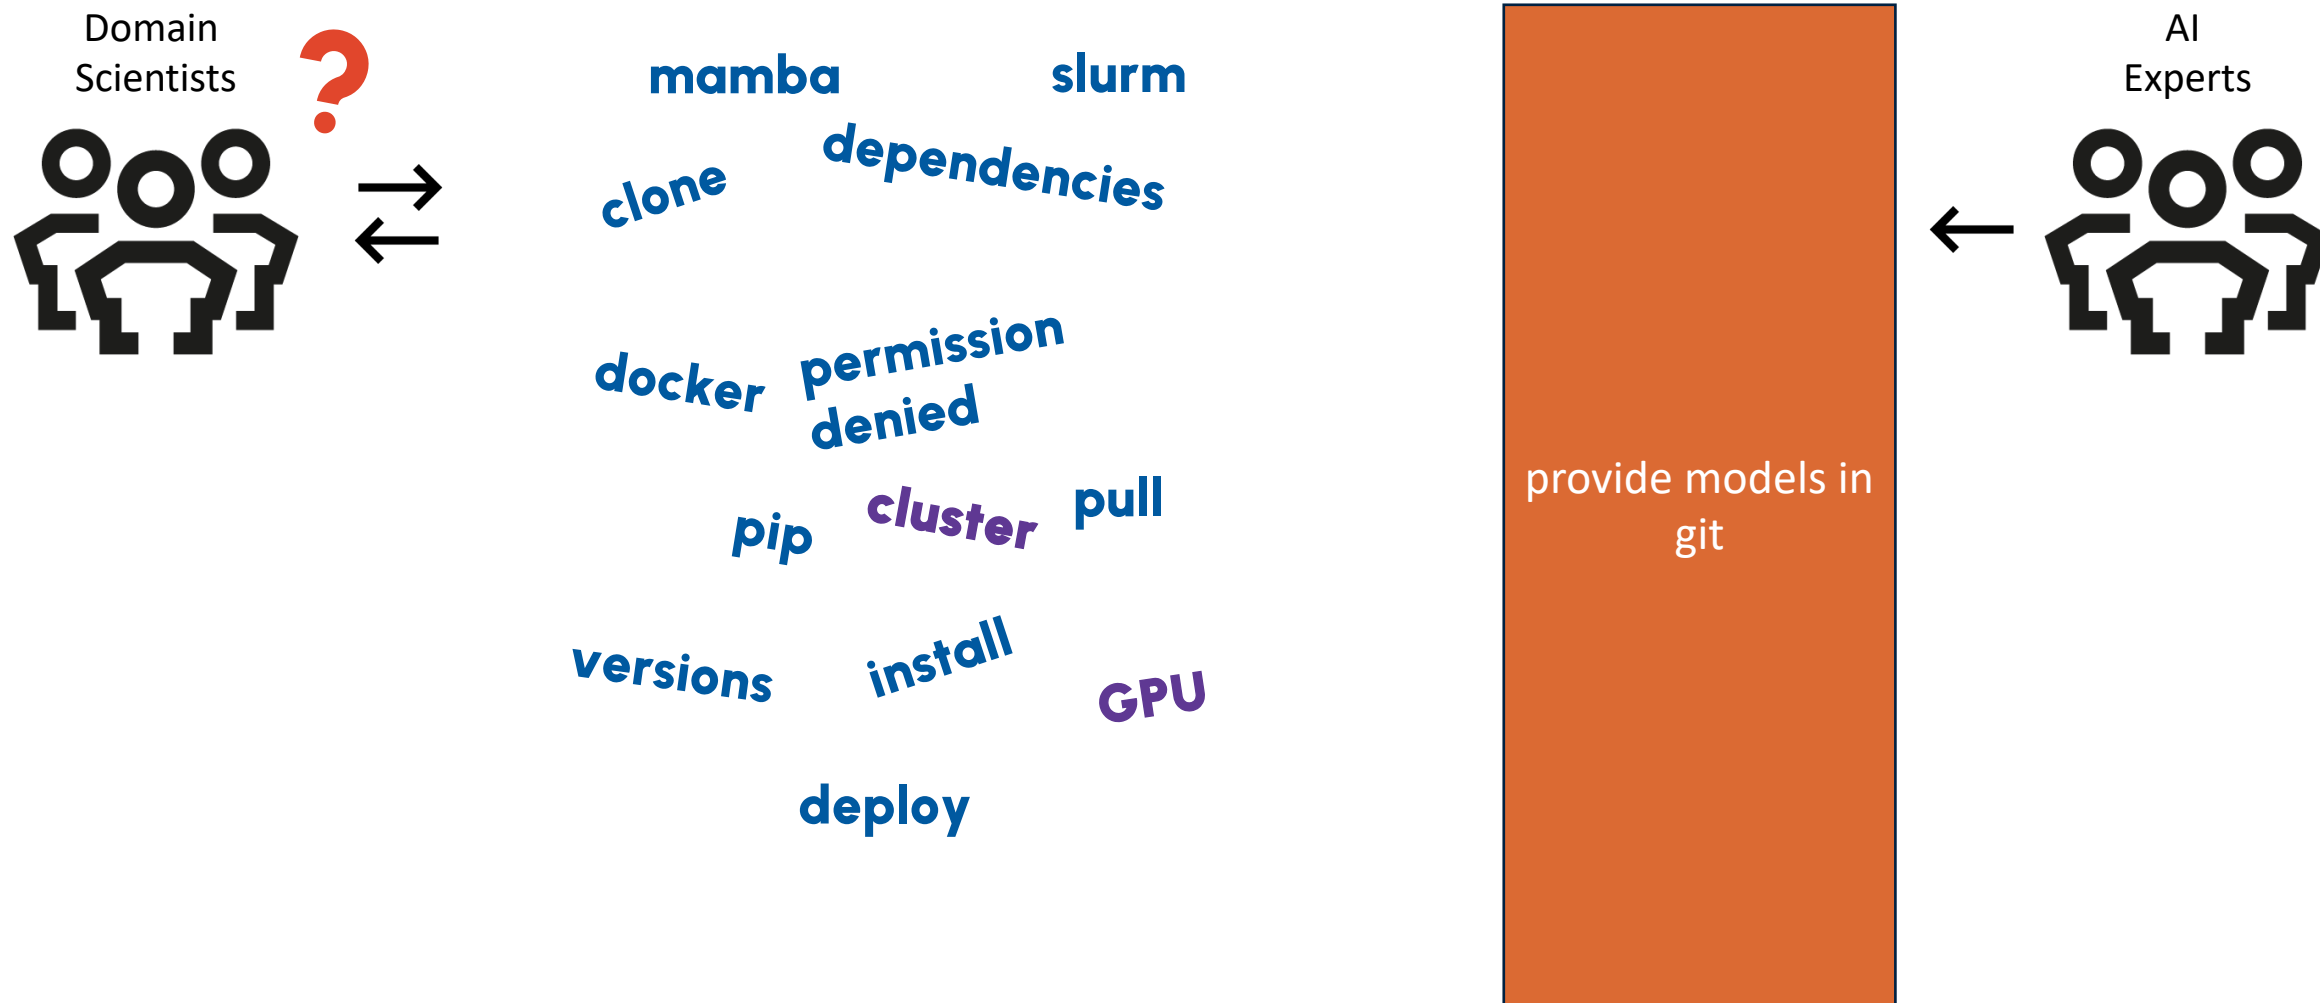 Domain
Scientists
?
mamba
slurm
dependencies
clone
permission
denied
docker
cluster
pull
pip
versions
install
GPU
deploy
provide models in
git
AI
Experts